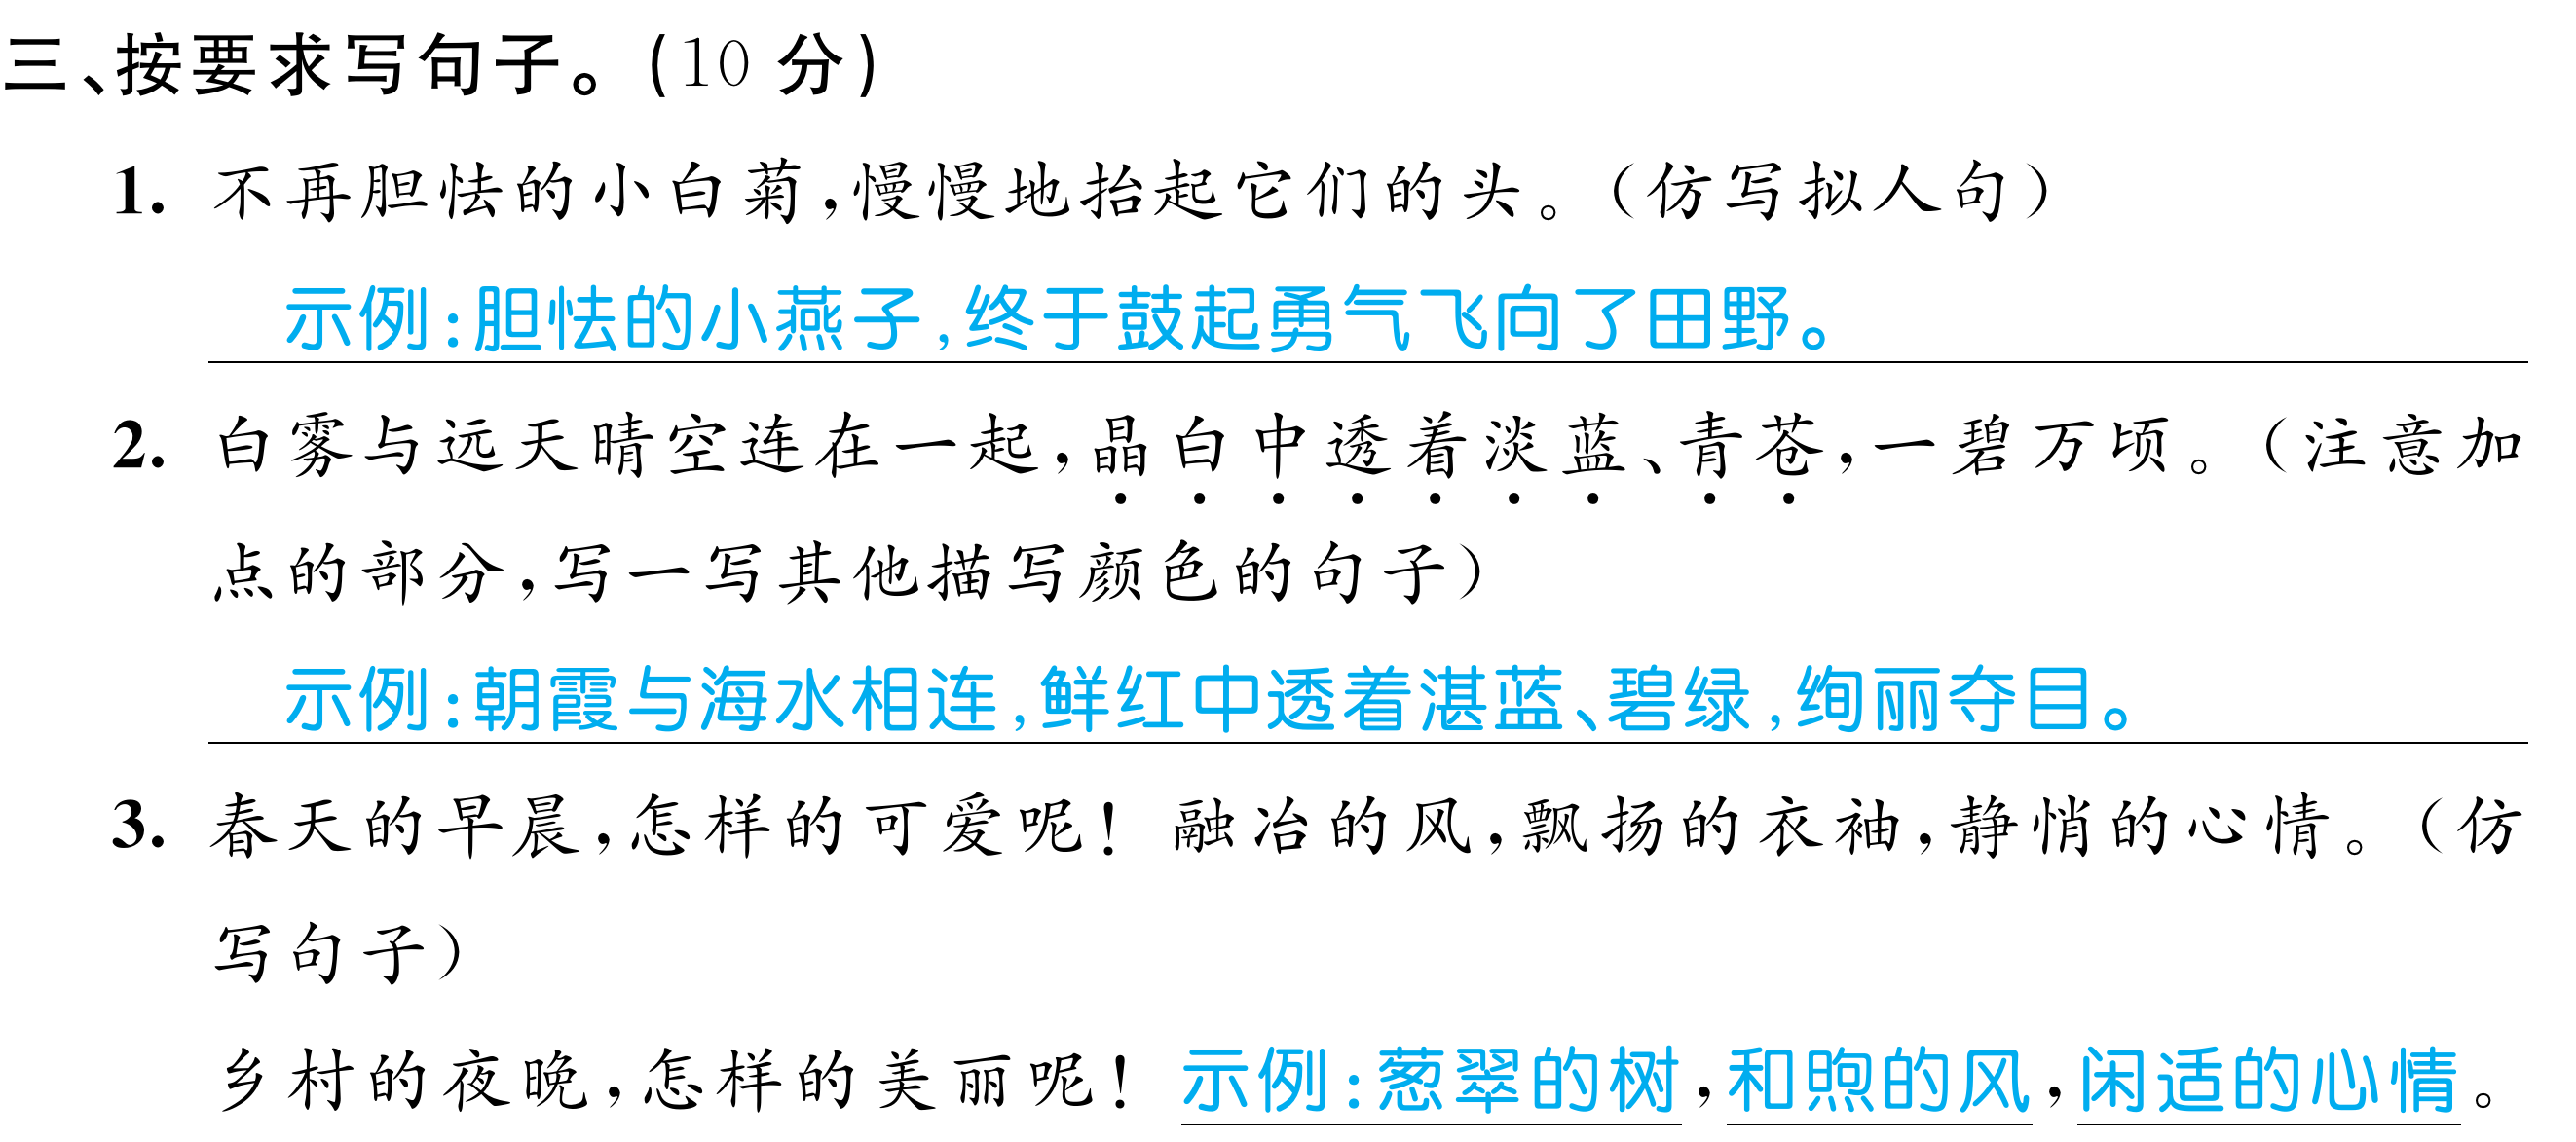 三、按要求写句子。(10 分)
1. 不再胆怯的小白菊,慢慢地抬起它们的头。(仿写拟人句)
示例:胆怯的小燕子,终于鼓起勇气飞向了田野。
2. 白雾与远天晴空连在一起,晶白中透着淡蓝、青苍,一碧万顷。(注意加
点的部分,写一写其他描写颜色的句子)
示例:朝霞与海水相连,鲜红中透着湛蓝、碧绿,绚丽夺目。
3. 春天的早晨,怎样的可爱呢! 融冶的风,飘扬的衣袖,静悄的心情。(仿
写句子)
乡村的夜晚,怎样的美丽呢! 示例:葱翠的树,和煦的风,闲适的心情。